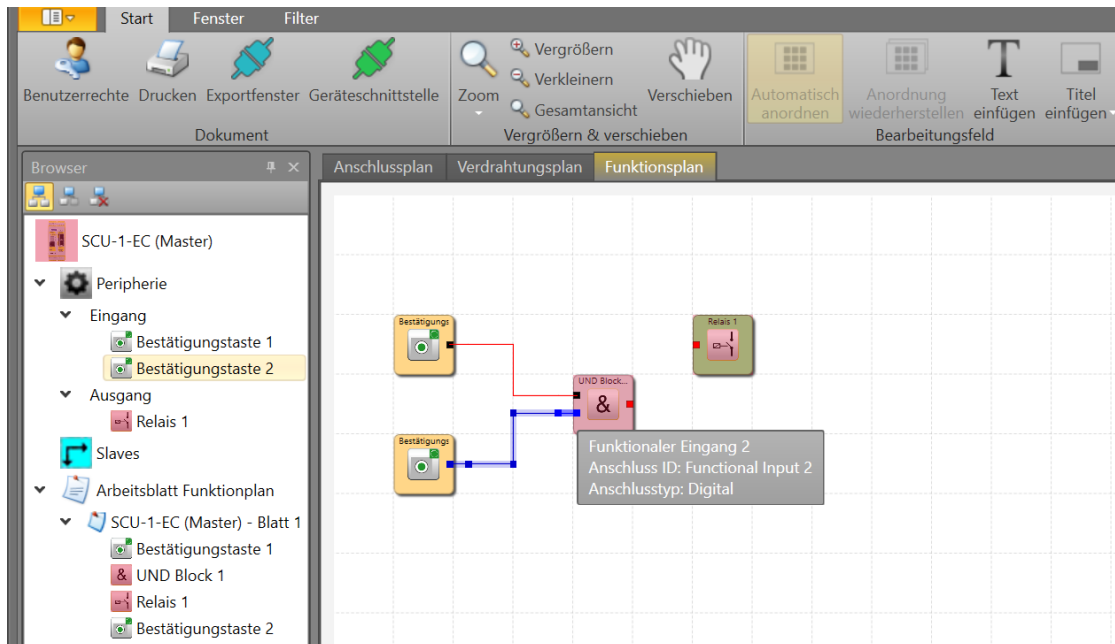 Start Fenster Filter
Benutzerrechte Drucken Exportfenster Geräteschnittstelle
Dokument
Zoom
Vergrößern
Verkleinern
Gesamtansicht
Verschieben
Vergrößern & verschieben
Automatisch
anordnen
Anordnung
wiederherstellen
Text
einfügen
Titel
einfügen
Bearbeitungsfeld
Browser
SCU-1-EC (Master)
Peripherie
Eingang
Bestätigungstaste 1
Bestätigungstaste 2
Ausgang
Relais 1
Slaves
Arbeitsblatt Funktionplan
SCU-1-EC (Master) - Blatt 1
Bestätigungstaste 1
& UND Block 1
Relais 1
Bestätigungstaste 2
Anschlussplan Verdrahtungsplan Funktionsplan
Bestätigungs
Relais 1
UND Block...
&
Bestätigungs
Funktionaler Eingang 2
Anschluss ID: Functional Input 2
Anschlusstyp: Digital